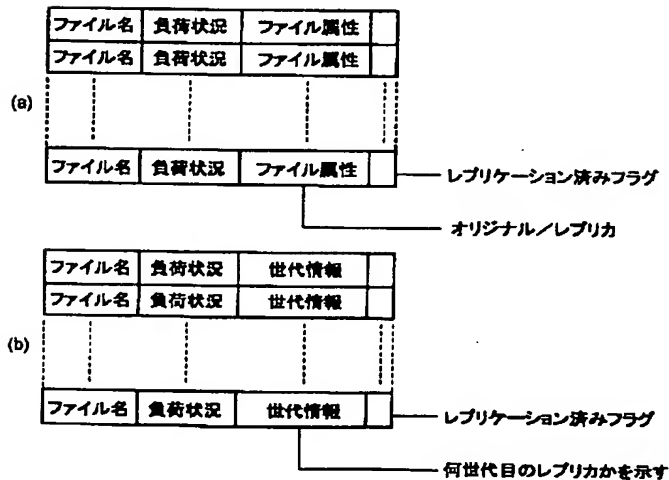 ファイル名 負荷状況 ファイル属性
ファイル名 負荷状況 ファイル属性
(a)
ファイル名 負荷状況 ファイル属性
レプリケーション済みフラグ
オリジナル／レプリカ
ファイル名 負荷状況 世代情報
ファイル名 負荷状況 世代情報
(b)
ファイル名 負荷状況 世代情報
レプリケーション済みフラグ
何世代目のレプリカかを示す